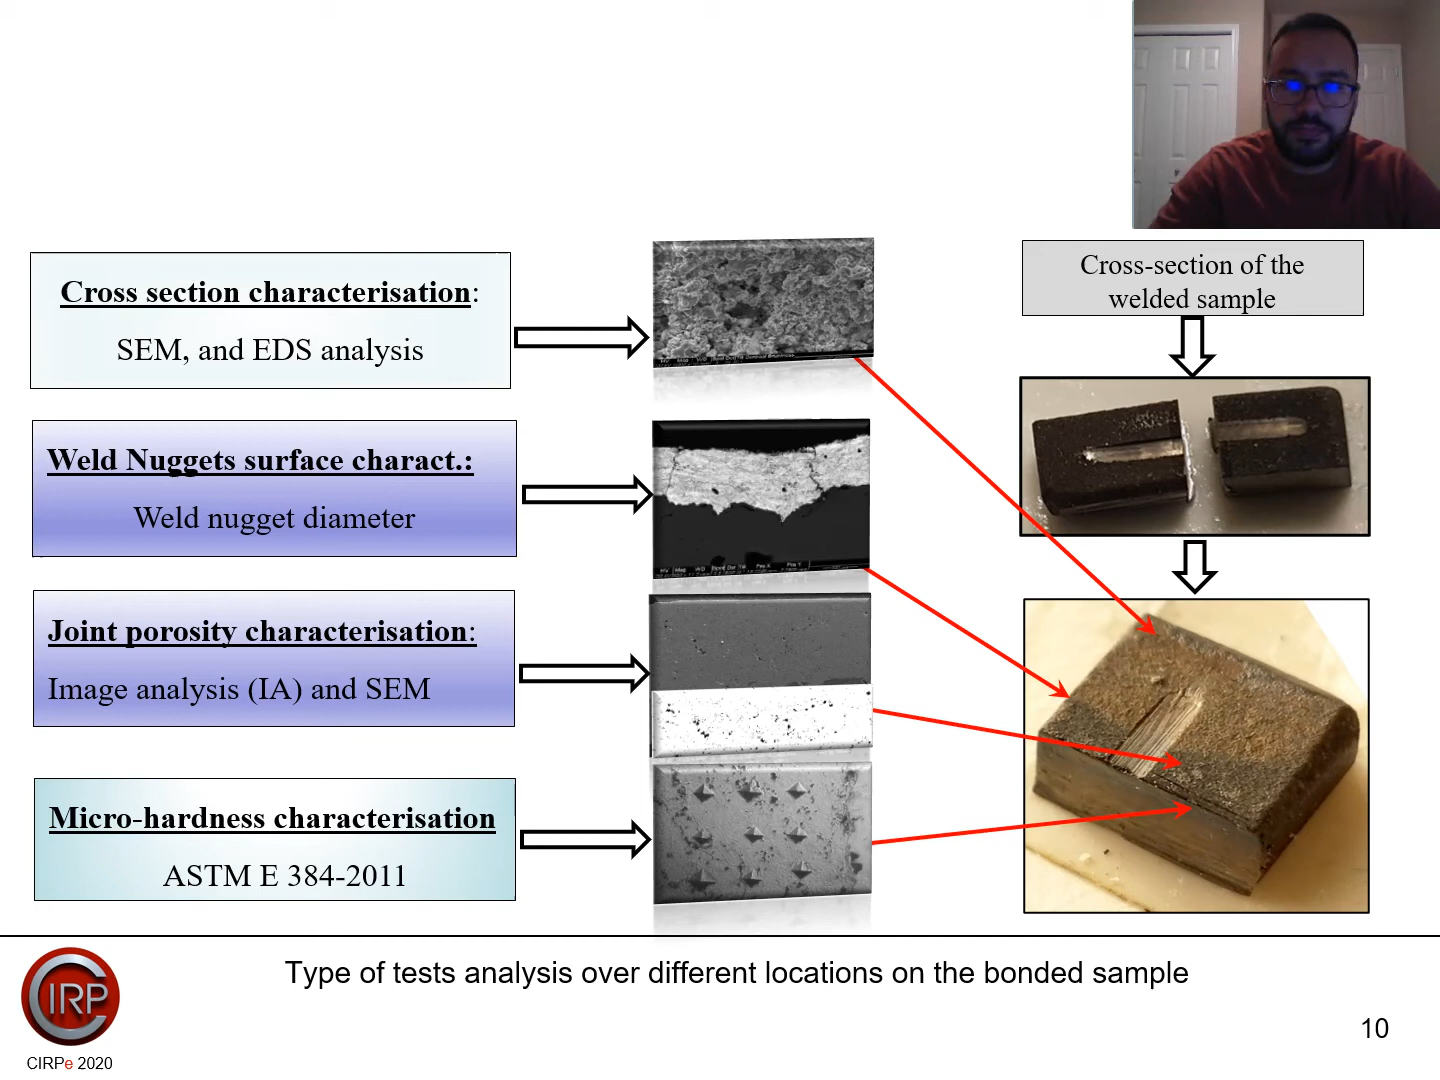 Cross section characterisation:
SEM, and EDS analysis
Weld Nuggets surface charact.:
Weld nugget diameter
Joint porosity characterisation:
Image analysis (IA) and SEM
Micro-hardness characterisation
ASTM E 384-2011
Cross-section of the
welded sample
Type of tests analysis over different locations on the bonded sample
CIRP
CIRPe 2020
10